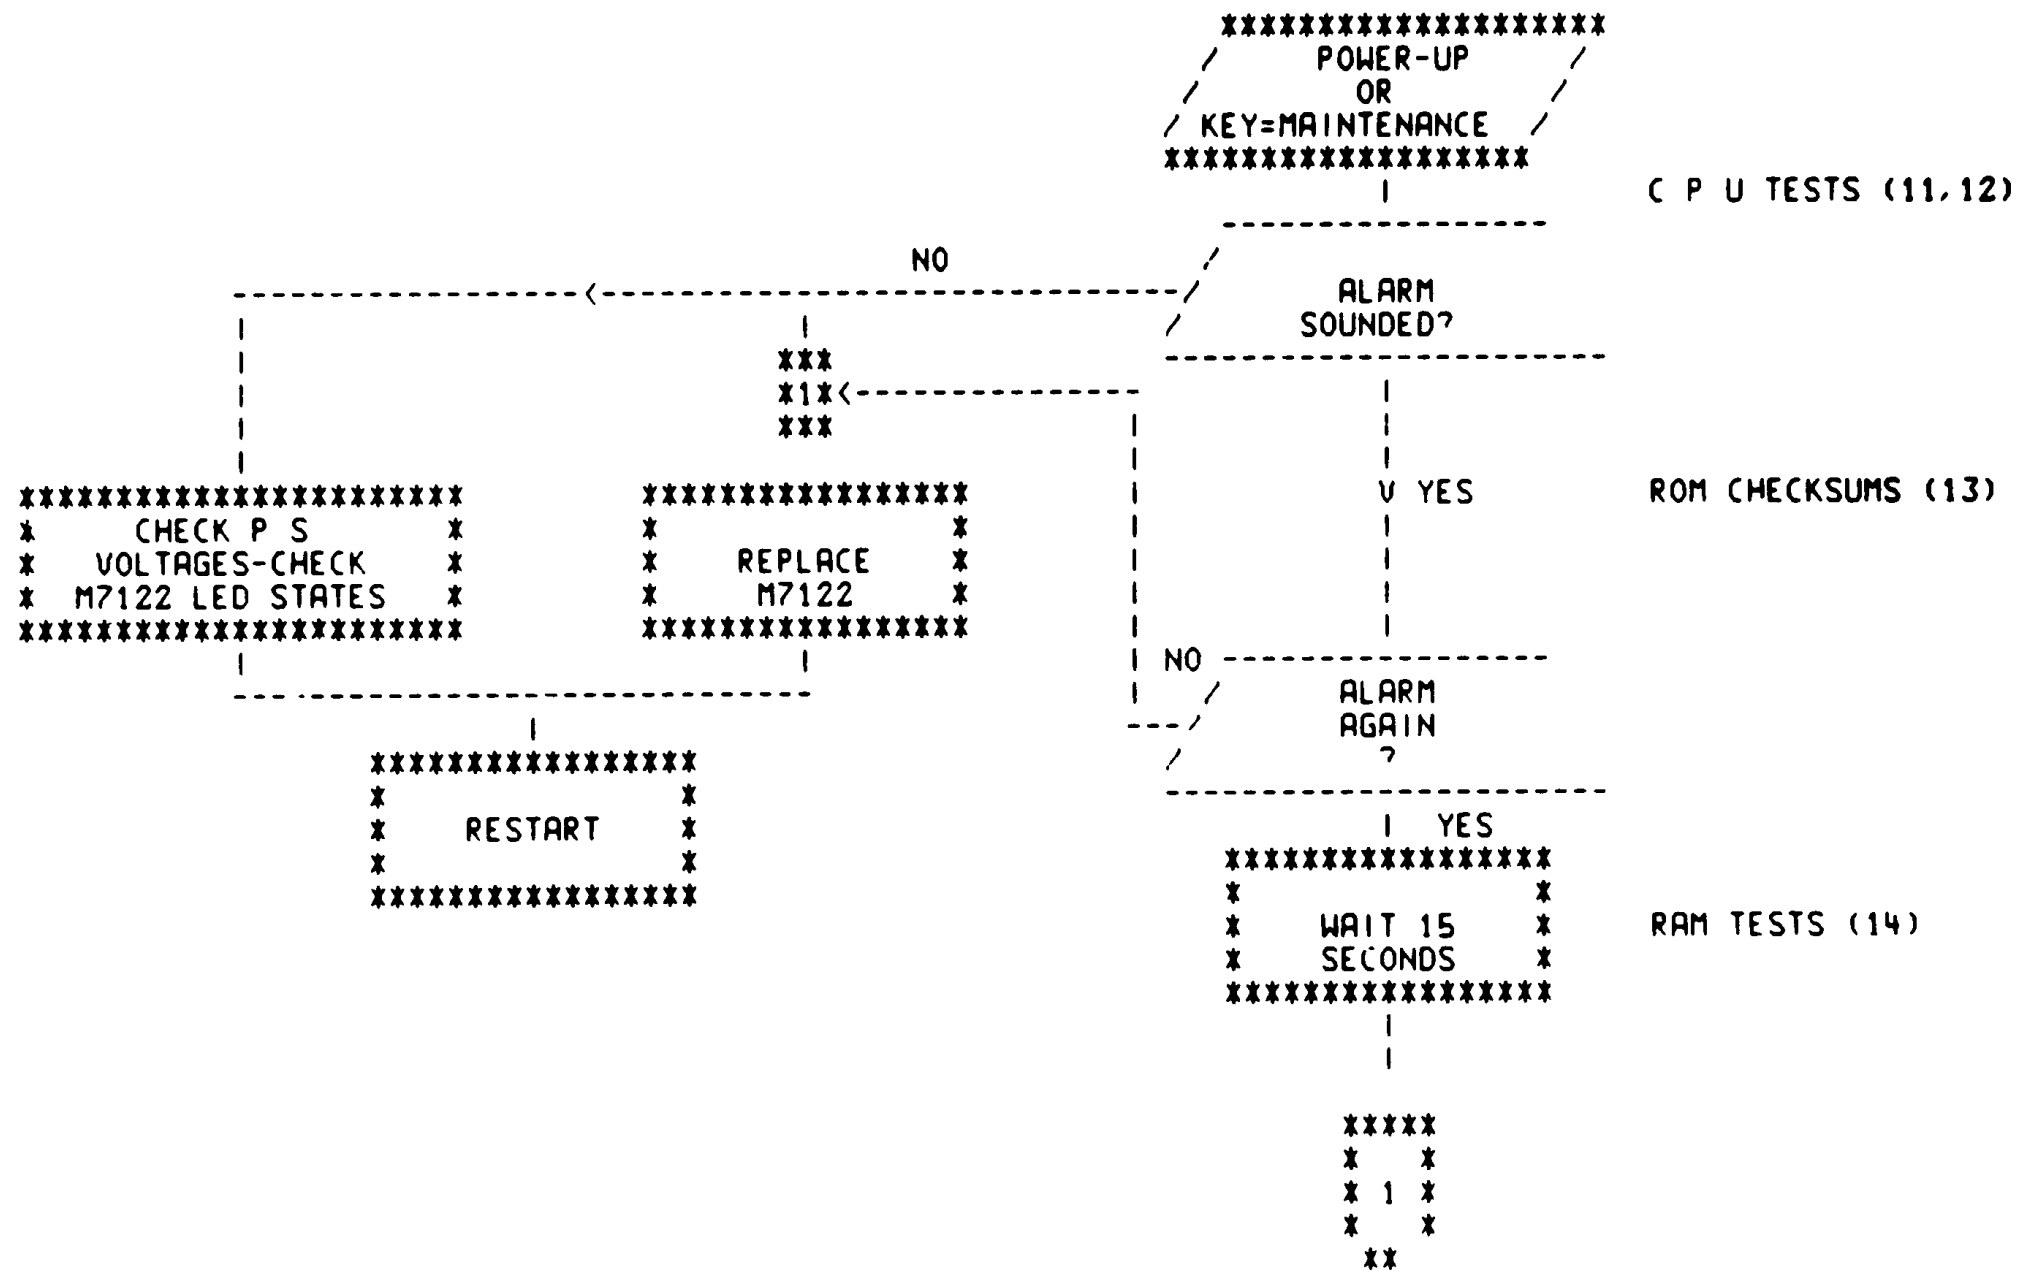 POWER-UP
OR
KEY=MAINTENANCE
C P U TESTS (11,12)
NO
ALARM
SOUNDED?
1
YES
ROM CHECKSUMS (13)
CHECK P S
VOLTAGES-CHECK
M7122 LED STATES
REPLACE
M7122
NO
ALARM
AGAIN
?
YES
RESTART
WAIT 15
SECONDS
RAM TESTS (14)
1